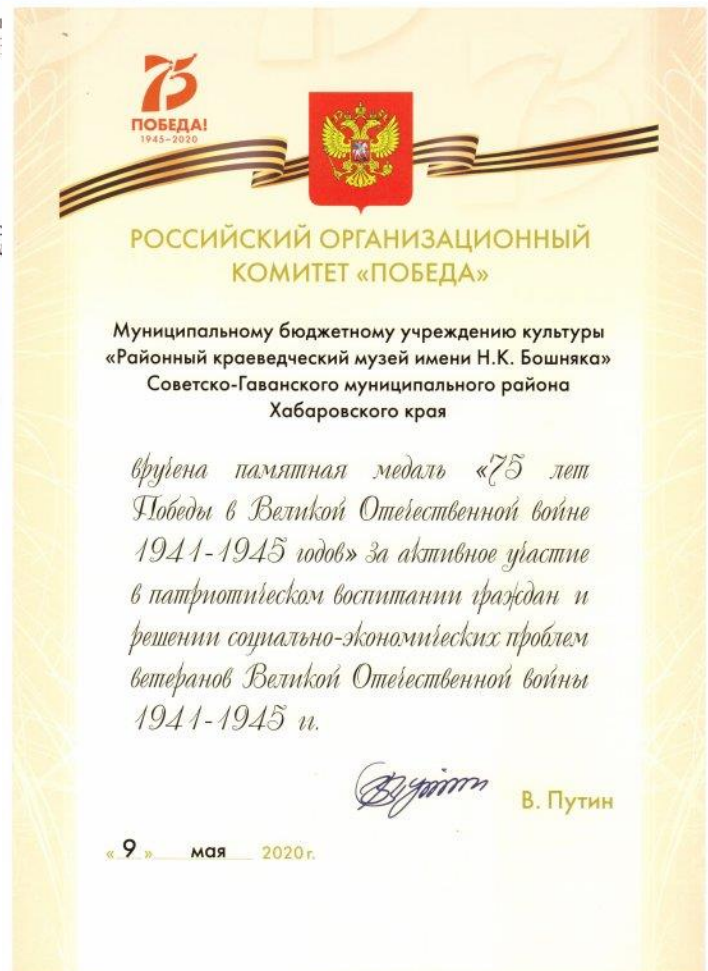 75
ПОБЕДА!
1945–2020
РОССИЙСКИЙ ОРГАНИЗАЦИОННЫЙ
КОМИТЕТ «ПОБЕДА»
Муниципальному бюджетному учреждению культуры
«Районный краеведческий музей имени Н.К. Бошняка»
Советско-Гаванского муниципального района
Хабаровского края
вручена памятная медаль «75 лет
Победы в Великой Отечественной войне
1941-1945 годов» за активное участие
в патриотическом воспитании граждан и
решении социально-экономических проблем
ветеранов Великой Отечественной войны
1941-1945 гг.
В. Путин
« 9 » мая 2020 г.